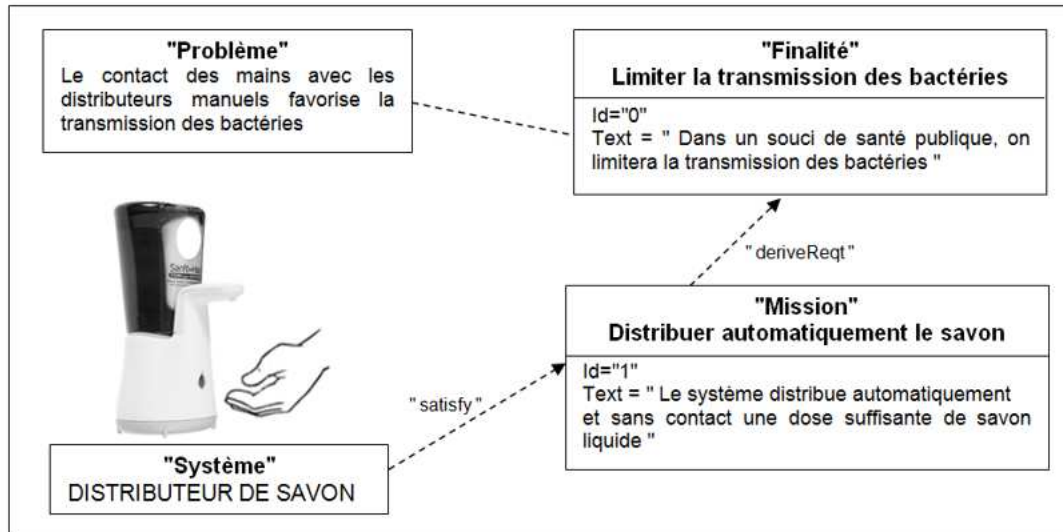 "Problème"
Le contact des mains avec les
distributeurs manuels favorise la
transmission des bactéries
"Finalité"
Limiter la transmission des bactéries
Id="0"
Text = " Dans un souci de santé publique, on
limitera la transmission des bactéries "
" deriveReqt "
"Mission"
Distribuer automatiquement le savon
Id="1"
Text = " Le système distribue automatiquement
et sans contact une dose suffisante de savon
liquide "
" satisfy "
"Système"
DISTRIBUTEUR DE SAVON